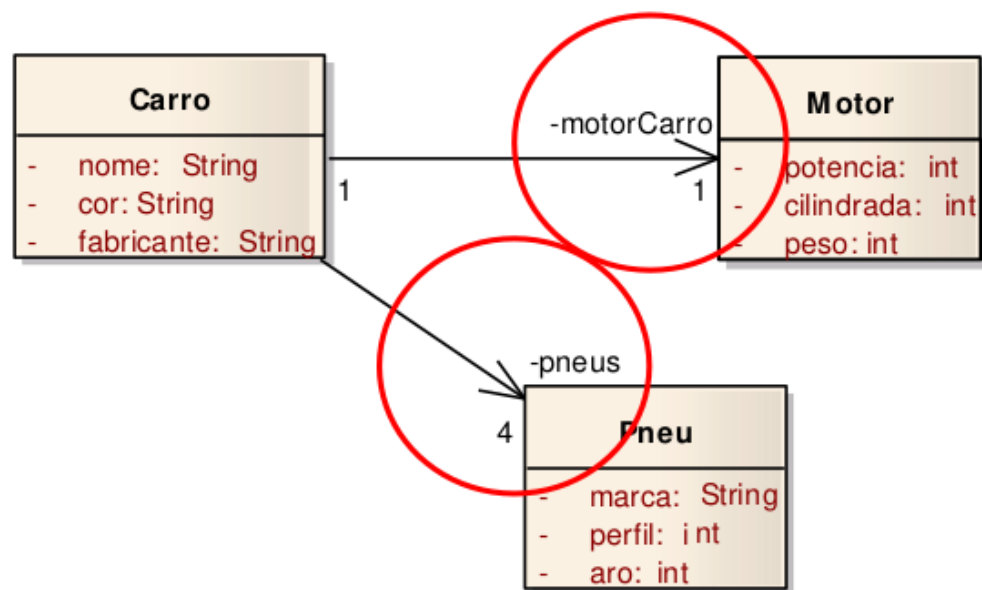 Carro
- nome: String
- cor: String
- fabricante: String
1
-motorCarro
1
Motor
- potencia: int
- cilindrada: int
- peso: int
-pneus
4
Pneu
- marca: String
- perfil: int
- aro: int